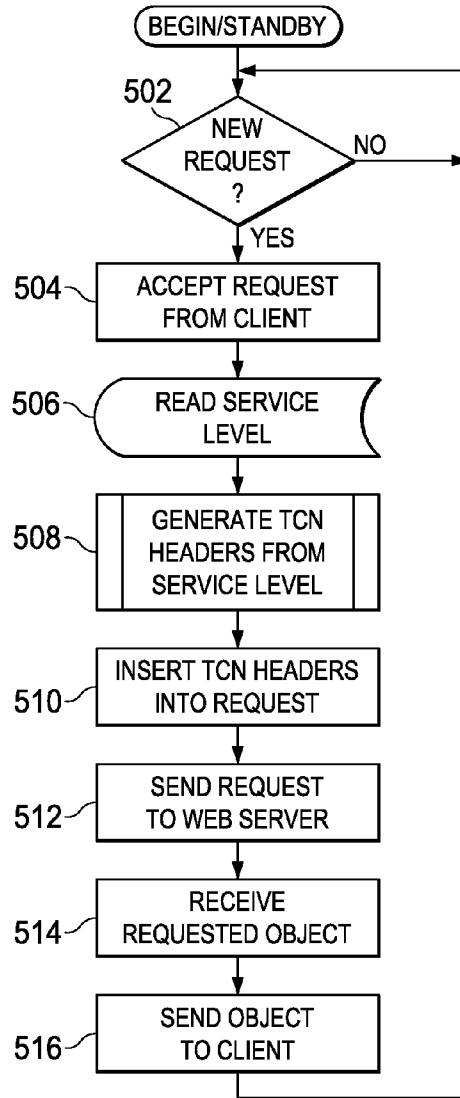 BEGIN/STANDBY
502
NEW
REQUEST
?
NO
YES
504
ACCEPT REQUEST
FROM CLIENT
506
READ SERVICE
LEVEL
508
GENERATE TCN
HEADERS FROM
SERVICE LEVEL
510
INSERT TCN HEADERS
INTO REQUEST
512
SEND REQUEST
TO WEB SERVER
514
RECEIVE
REQUESTED OBJECT
516
SEND OBJECT
TO CLIENT